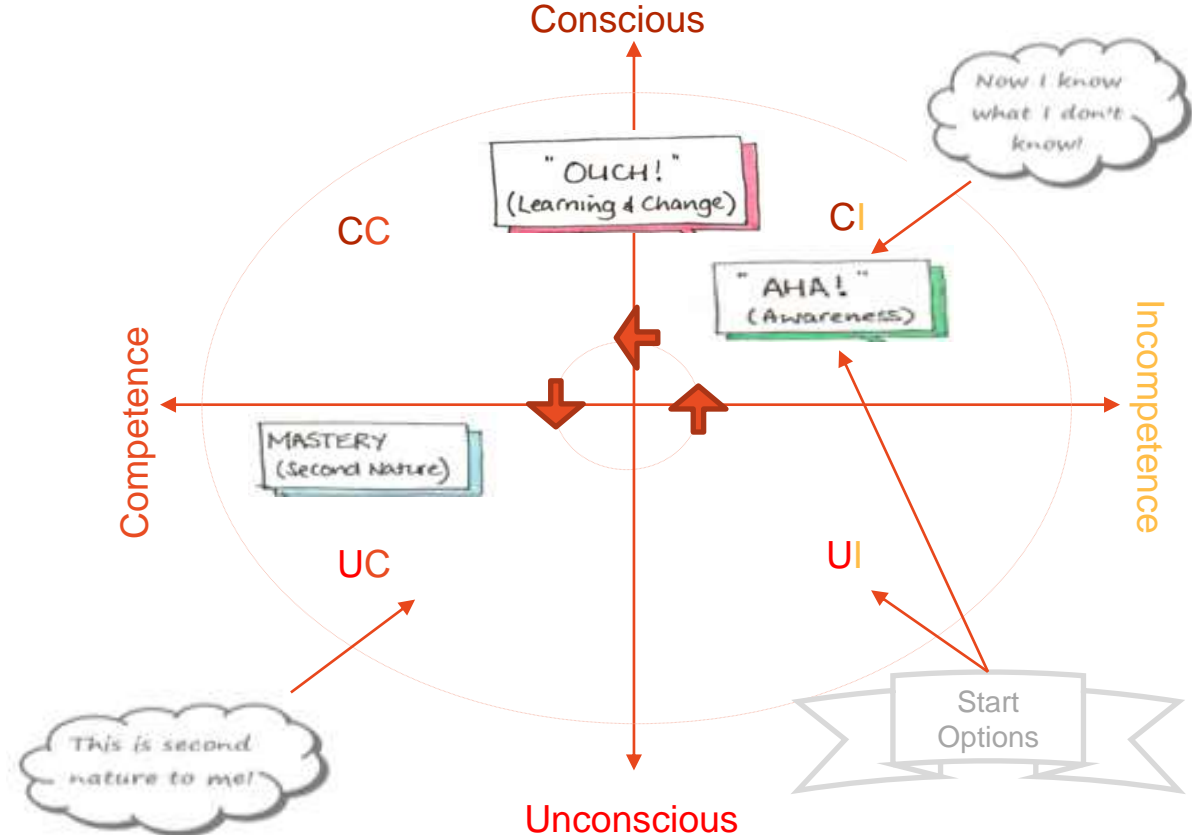 Conscious
Now I know
what I don't
know!
"OUCH!"
(Learning & Change)
CC
CI
"AHA!"
(Awareness)
Competence
Incompetence
MASTERY
(Second Nature)
UC
UI
Start
Options
This is second
nature to me!
Unconscious